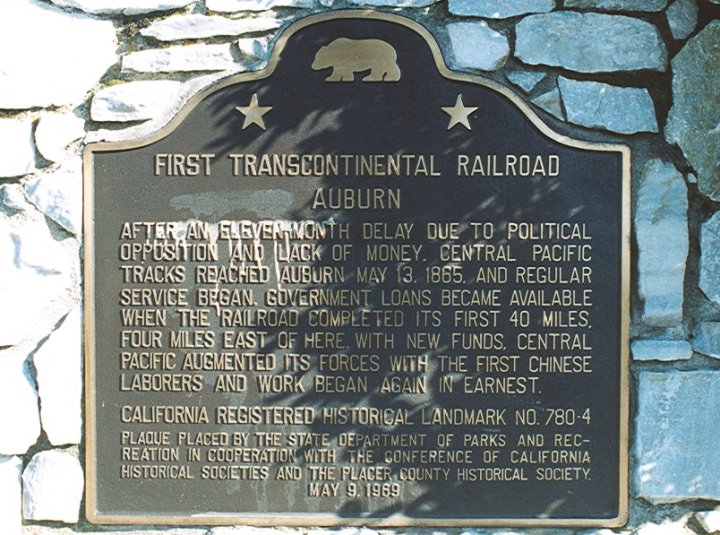 FIRST TRANSCONTINENTAL RAILROAD
AUBURN
AFTER AN ELEVEN-MONTH DELAY DUE TO POLITICAL
OPPOSITION AND LACK OF MONEY, CENTRAL PACIFIC
TRACKS REACHED AUBURN MAY 13, 1865, AND REGULAR
SERVICE BEGAN. GOVERNMENT LOANS BECAME AVAILABLE
WHEN THE RAILROAD COMPLETED ITS FIRST 40 MILES,
FOUR MILES EAST OF HERE. WITH NEW FUNDS, CENTRAL
PACIFIC AUGMENTED ITS FORCES WITH THE FIRST CHINESE
LABORERS AND WORK BEGAN AGAIN IN EARNEST.
CALIFORNIA REGISTERED HISTORICAL LANDMARK NO. 780-4
PLAQUE PLACED BY THE STATE DEPARTMENT OF PARKS AND REC-
REATION IN COOPERATION WITH THE CONFERENCE OF CALIFORNIA
HISTORICAL SOCIETIES AND THE PLACER COUNTY HISTORICAL SOCIETY.
MAY 9, 1969